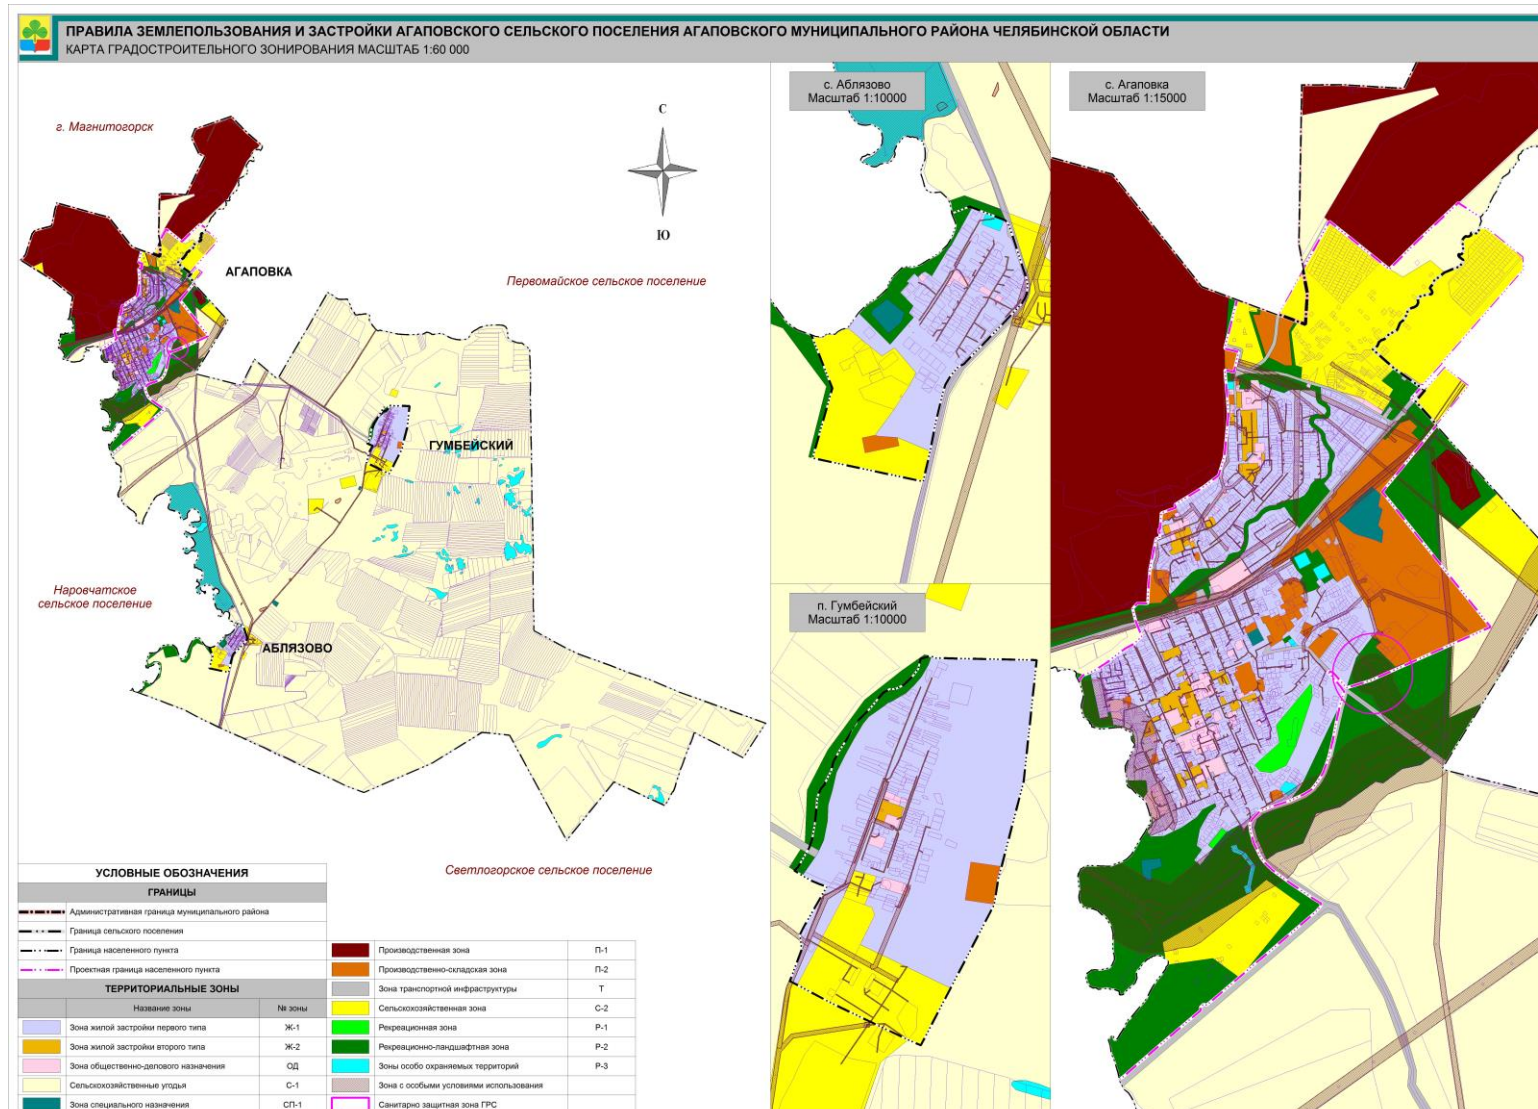 ПРАВИЛА ЗЕМЛЕПОЛЬЗОВАНИЯ И ЗАСТРОЙКИ АГАПОВСКОГО СЕЛЬСКОГО ПОСЕЛЕНИЯ АГАПОВСКОГО МУНИЦИПАЛЬНОГО РАЙОНА ЧЕЛЯБИНСКОЙ ОБЛАСТИ
КАРТА ГРАДОСТРОИТЕЛЬНОГО ЗОНИРОВАНИЯ МАСШТАБ 1:60 000
г. Магнитогорск
С
Ю
АГАПОВКА
Первомайское сельское поселение
ГУМБЕЙСКИЙ
Наровчатское
сельское поселение
АБЛЯЗОВО
Светлогорское сельское поселение
с. Аблязово
Масштаб 1:10000
п. Гумбейский
Масштаб 1:10000
с. Агаповка
Масштаб 1:15000
УСЛОВНЫЕ ОБОЗНАЧЕНИЯ
ГРАНИЦЫ
Административная граница муниципального района
Граница сельского поселения
Граница населенного пункта
Проектная граница населенного пункта
ТЕРРИТОРИАЛЬНЫЕ ЗОНЫ
Название зоны № зоны
Зона жилой застройки первого типа Ж-1
Зона жилой застройки второго типа Ж-2
Зона общественно-делового назначения ОД
Сельскохозяйственные угодья С-1
Зона специального назначения СП-1
Производственная зона П-1
Производственно-складская зона П-2
Зона транспортной инфраструктуры Т
Сельскохозяйственная зона С-2
Рекреационная зона Р-1
Рекреационно-ландшафтная зона Р-2
Зоны особо охраняемых территорий Р-3
Зона с особыми условиями использования
Санитарно защитная зона ГРС